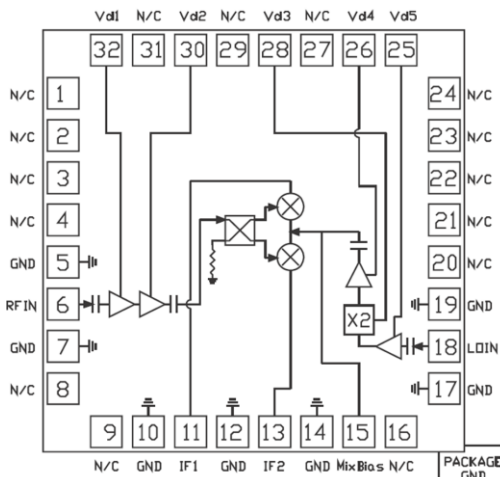 Vd1 N/C Vd2 N/C Vd3 N/C Vd4 Vd5
32 31 30 29 28 27 26 25
N/C 1
N/C 2
N/C 3
N/C 4
GND 5
RFIN 6
GND 7
N/C 8
24 N/C
23 N/C
22 N/C
21 N/C
20 N/C
19 GND
18 LOIN
17 GND
X2
9 10 11 12 13 14 15 16
N/C GND IF1 GND IF2 GND MixBias N/C
PACKAGE
GND